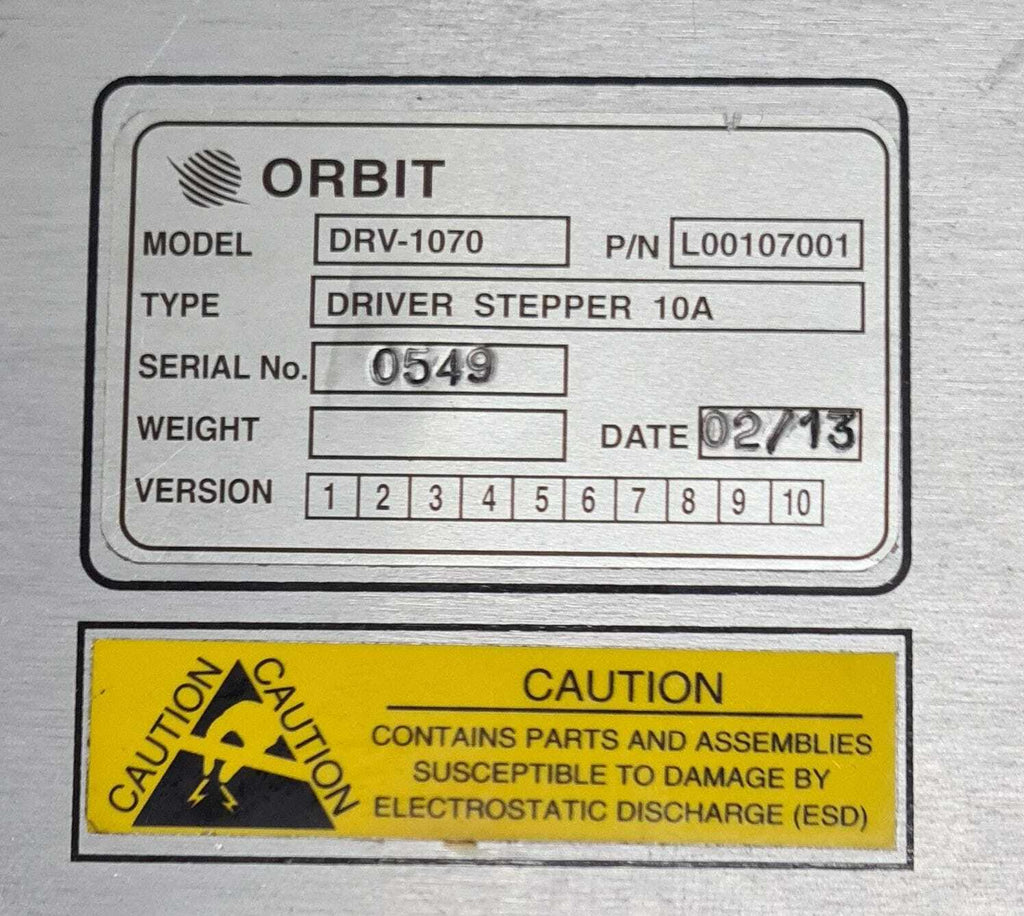 ORBIT
MODEL DRV-1070 P/N L00107001
TYPE DRIVER STEPPER 10A
SERIAL No. 0549
WEIGHT DATE 02/13
VERSION 1 2 3 4 5 6 7 8 9 10
CAUTION CAUTION
CAUTION
CONTAINS PARTS AND ASSEMBLIES
SUSCEPTIBLE TO DAMAGE BY
ELECTROSTATIC DISCHARGE (ESD)